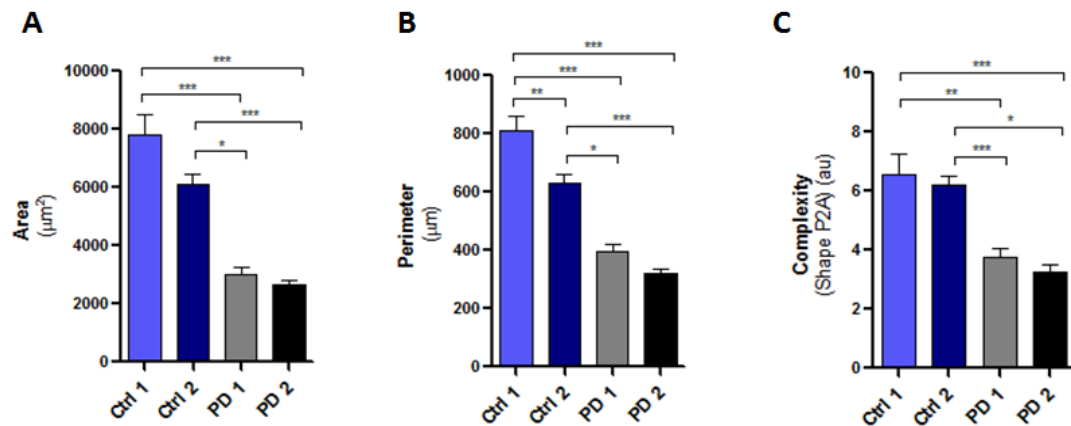 A
Area
(μm²)
10000
8000
6000
4000
2000
0
***
***
***
*
Ctrl 1
Ctrl 2
PD 1
PD 2
B
Perimeter
(μm)
1000
800
600
400
200
0
***
***
**
***
*
Ctrl 1
Ctrl 2
PD 1
PD 2
C
Complexity
(Shape P2A) (au)
10
8
6
4
2
0
***
**
*
***
Ctrl 1
Ctrl 2
PD 1
PD 2